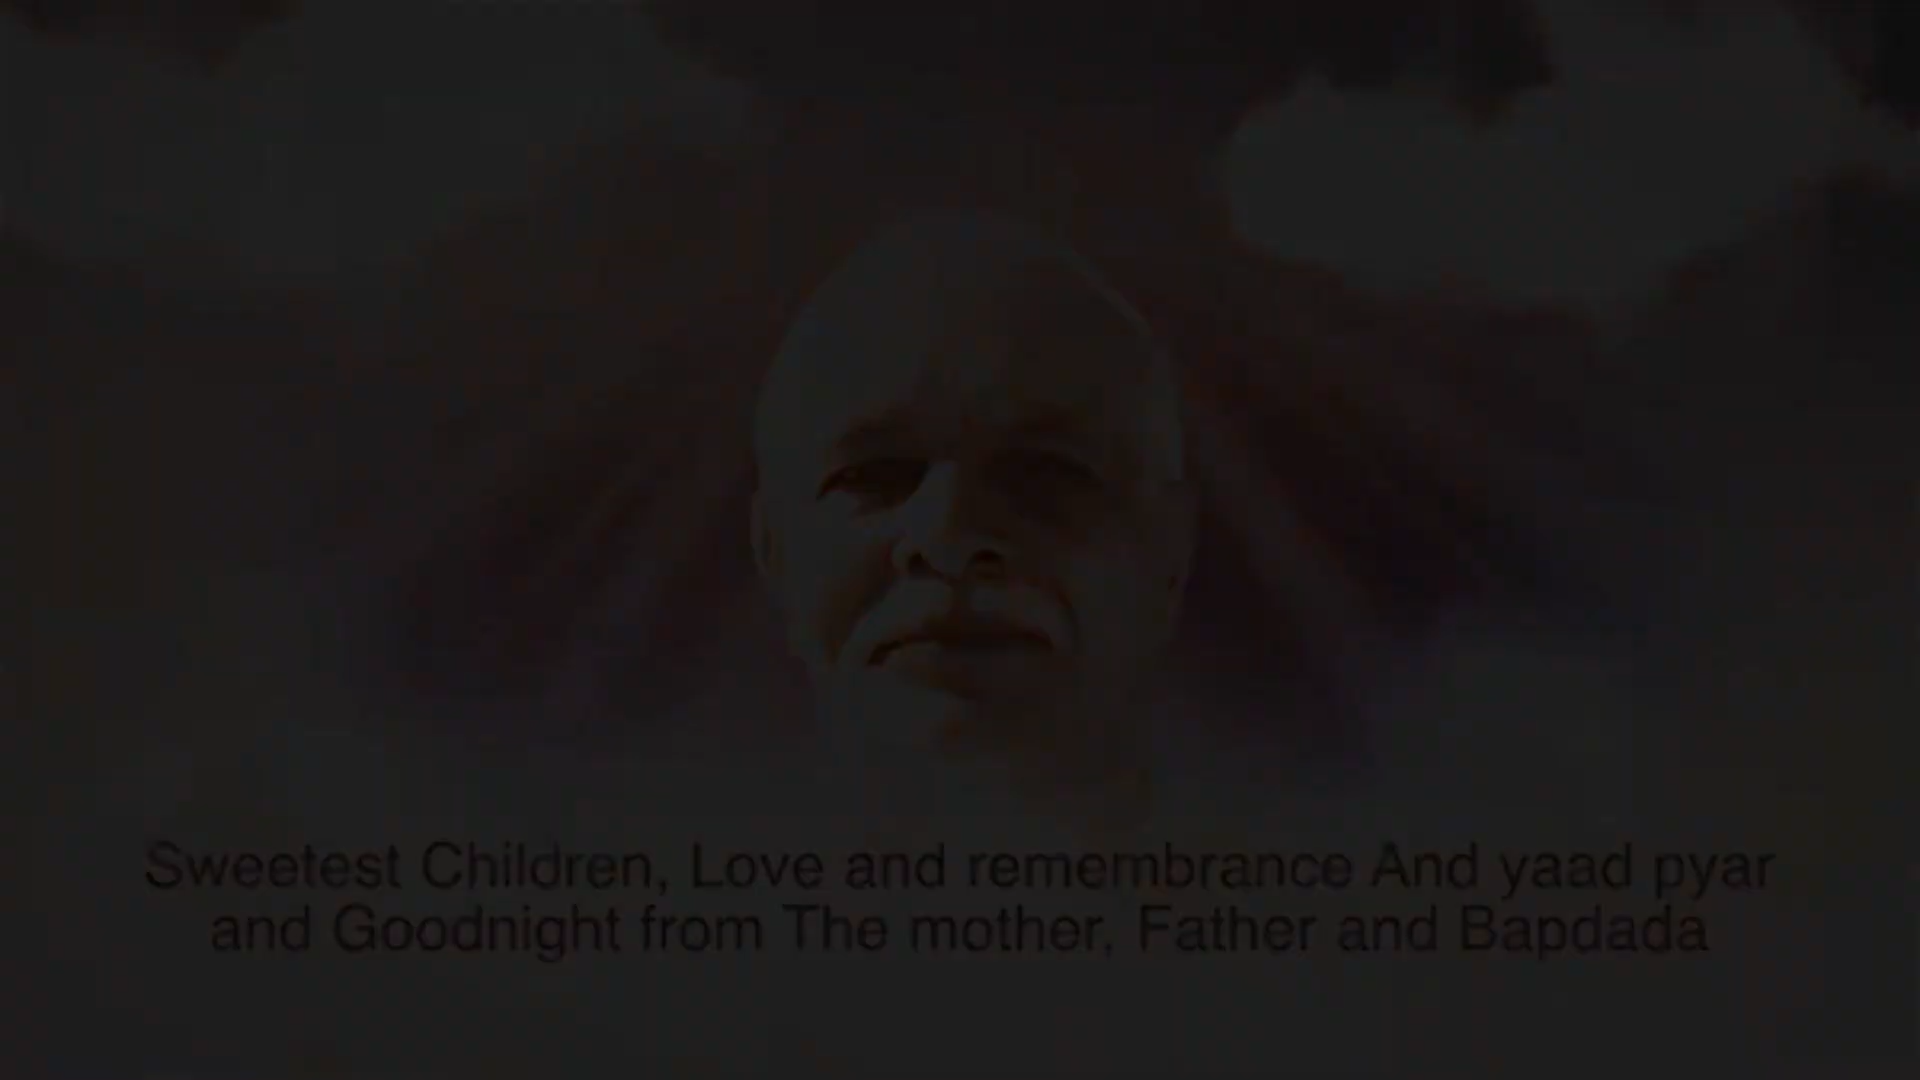 Sweetest Children, Love and remembrance And yaad pyar
and Goodnight from The mother, Father and Bapdada